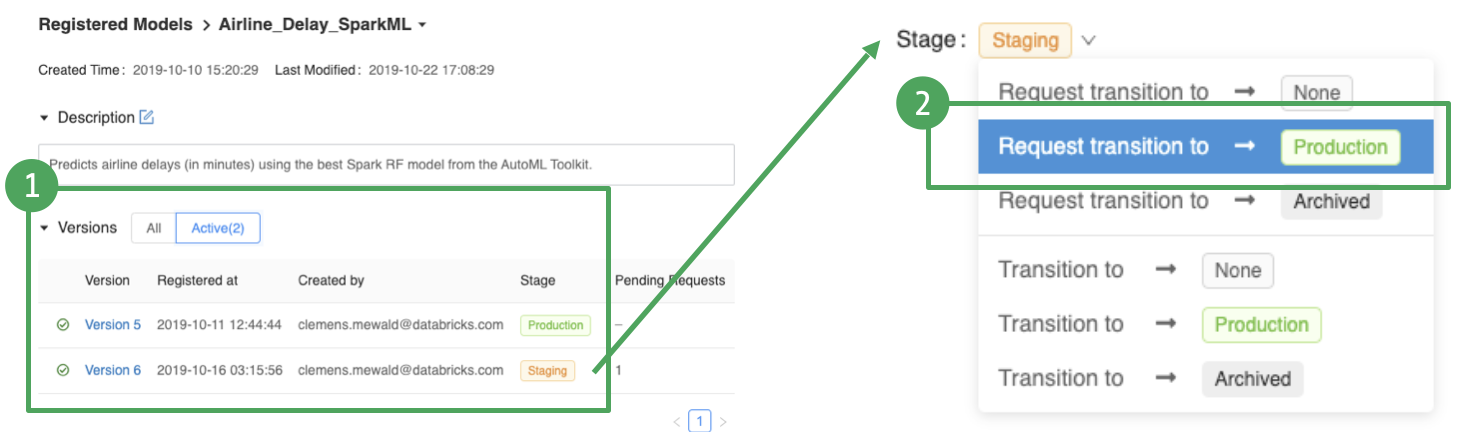 Registered Models > Airline_Delay_SparkML
Created Time: 2019-10-10 15:20:29 Last Modified: 2019-10-22 17:08:29
Description
Predicts airline delays (in minutes) using the best Spark RF model from the AutoML Toolkit.
1
Versions All Active(2)
Version Registered at Created by Stage Pending Requests
Version 5 2019-10-11 12:44:44 clemens.mewald@databricks.com Production –
Version 6 2019-10-16 03:15:56 clemens.mewald@databricks.com Staging 1
< 1 >
Stage: Staging
Request transition to → None
2
Request transition to → Production
Request transition to → Archived
Transition to → None
Transition to → Production
Transition to → Archived